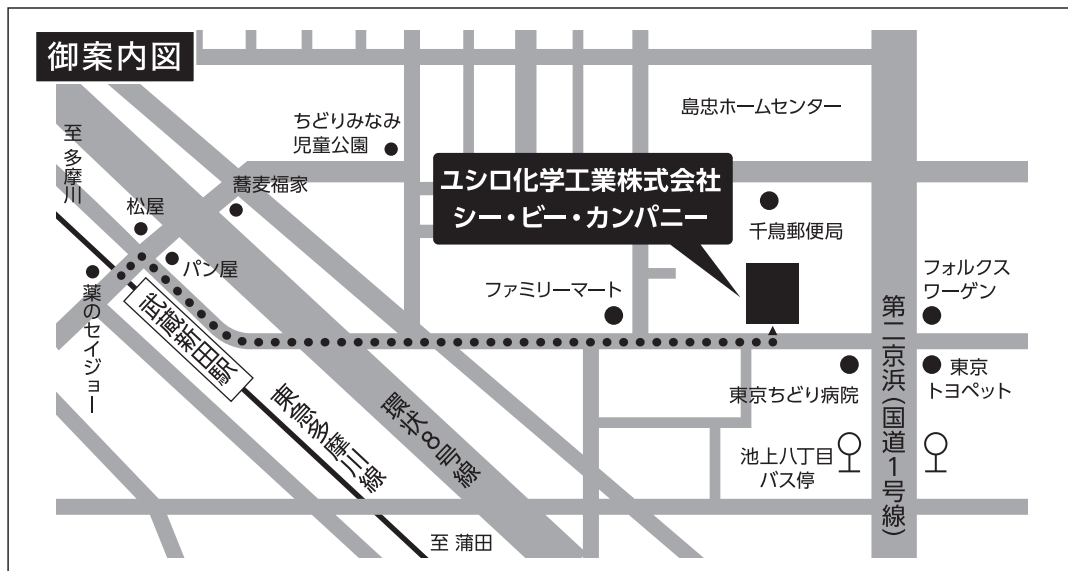 御案内図
至 多摩川
松屋
蕎麦福家
ちどりみなみ
児童公園
島忠ホームセンター
ユシロ化学工業株式会社
シー・ビー・カンパニー
千鳥郵便局
パン屋
薬のセイジョー
武蔵新田駅
ファミリーマート
フォルクス
ワーゲン
東急多摩川線
環状8号線
東京ちどり病院
第二京浜(国道1号線)
東京
トヨペット
池上八丁目
バス停
至 蒲田